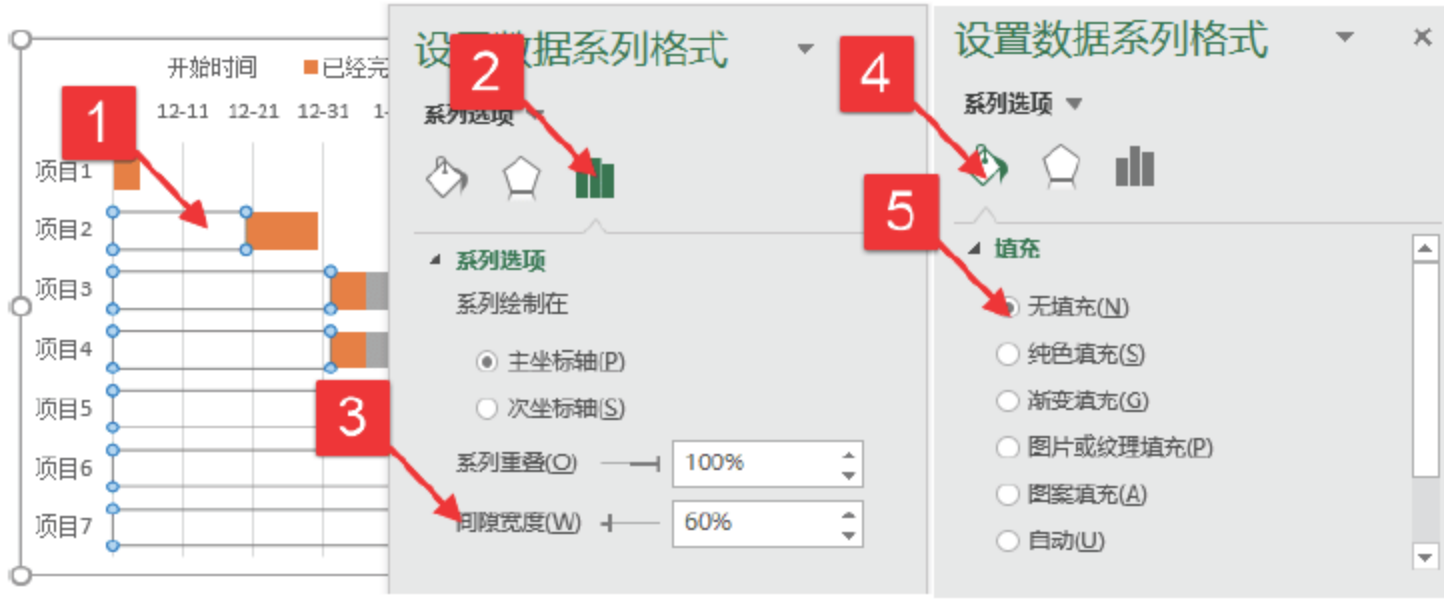 开始时间 已经完
12-11 12-21 12-31 1-
项目1
项目2
项目3
项目4
项目5
项目6
项目7
1
设置数据系列格式
2
系列选项
系列选项
系列绘制在
主坐标轴(P)
次坐标轴(S)
3
系列重叠(O) 100%
间隙宽度(W) 60%
设置数据系列格式
4
系列选项
5
填充
无填充(N)
纯色填充(S)
渐变填充(G)
图片或纹理填充(P)
图案填充(A)
自动(U)